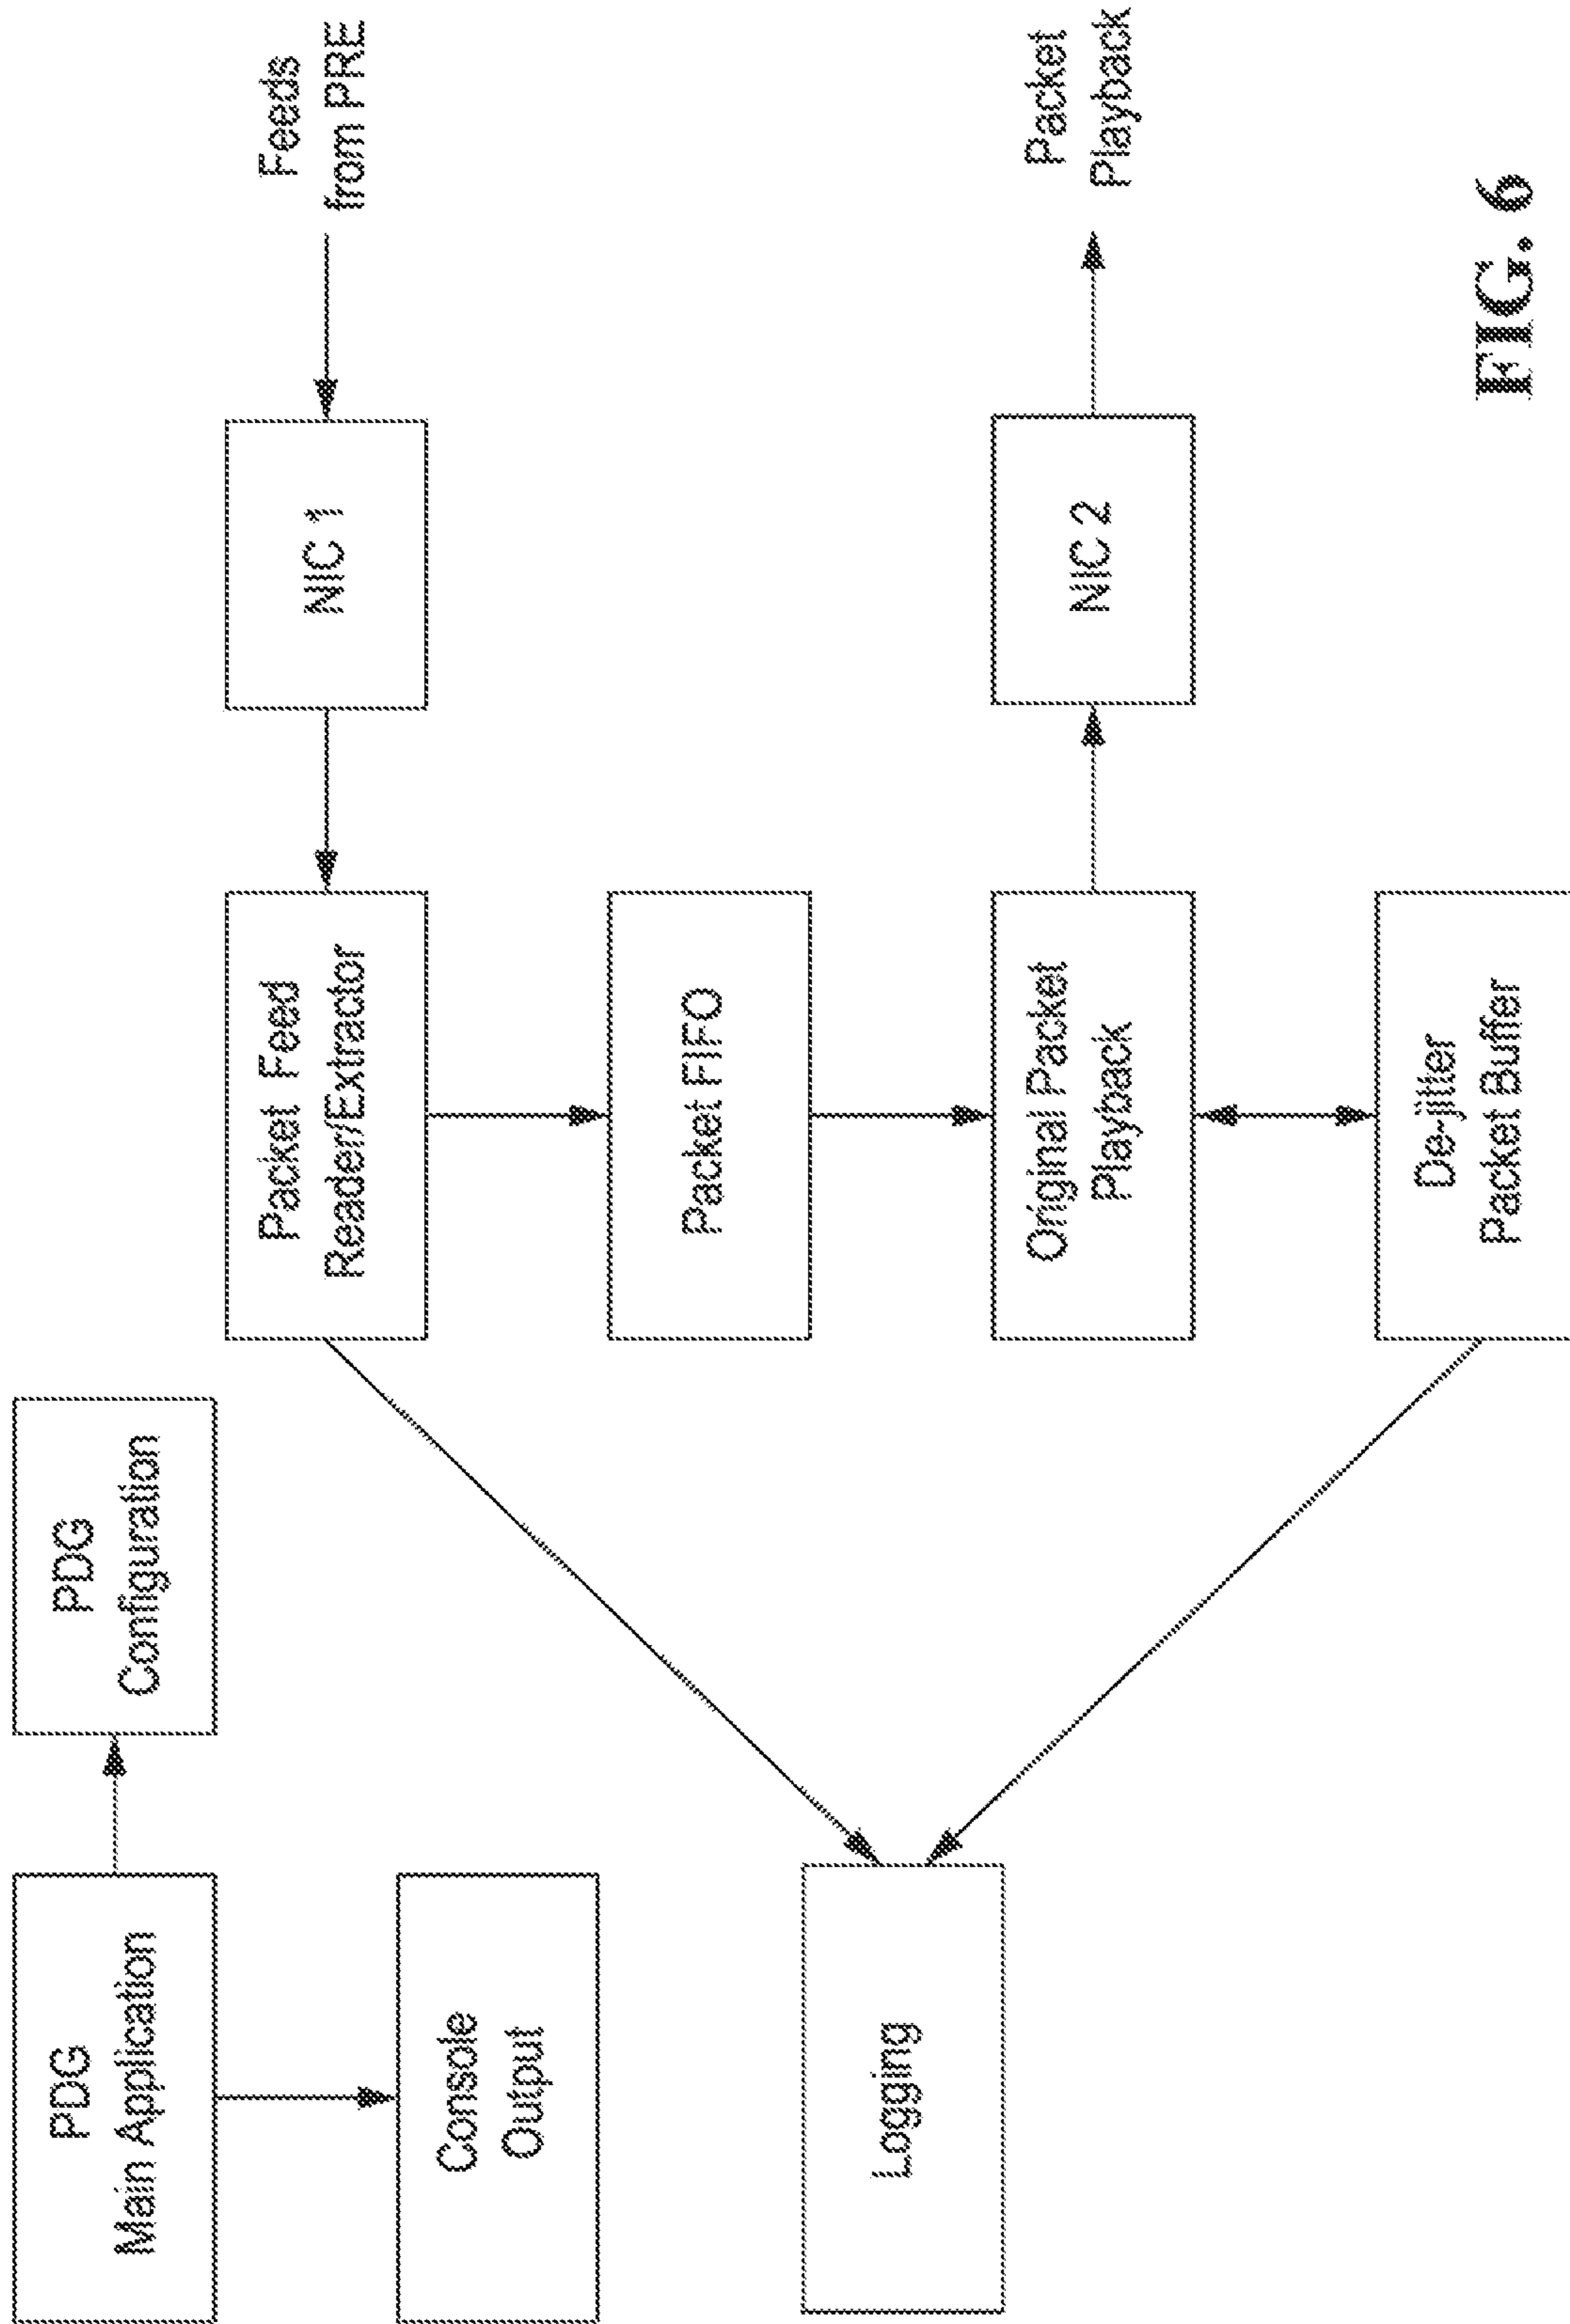 PDG
Main Application
PDG
Configuration
Console
Output
Logging
Packet Feed
Reader/Extractor
NIC 1
Feeds
from PRE
Packet FIFO
Original Packet
Playback
NIC 2
Packet
Playback
De-jitter
Packet Buffer
FIG. 6